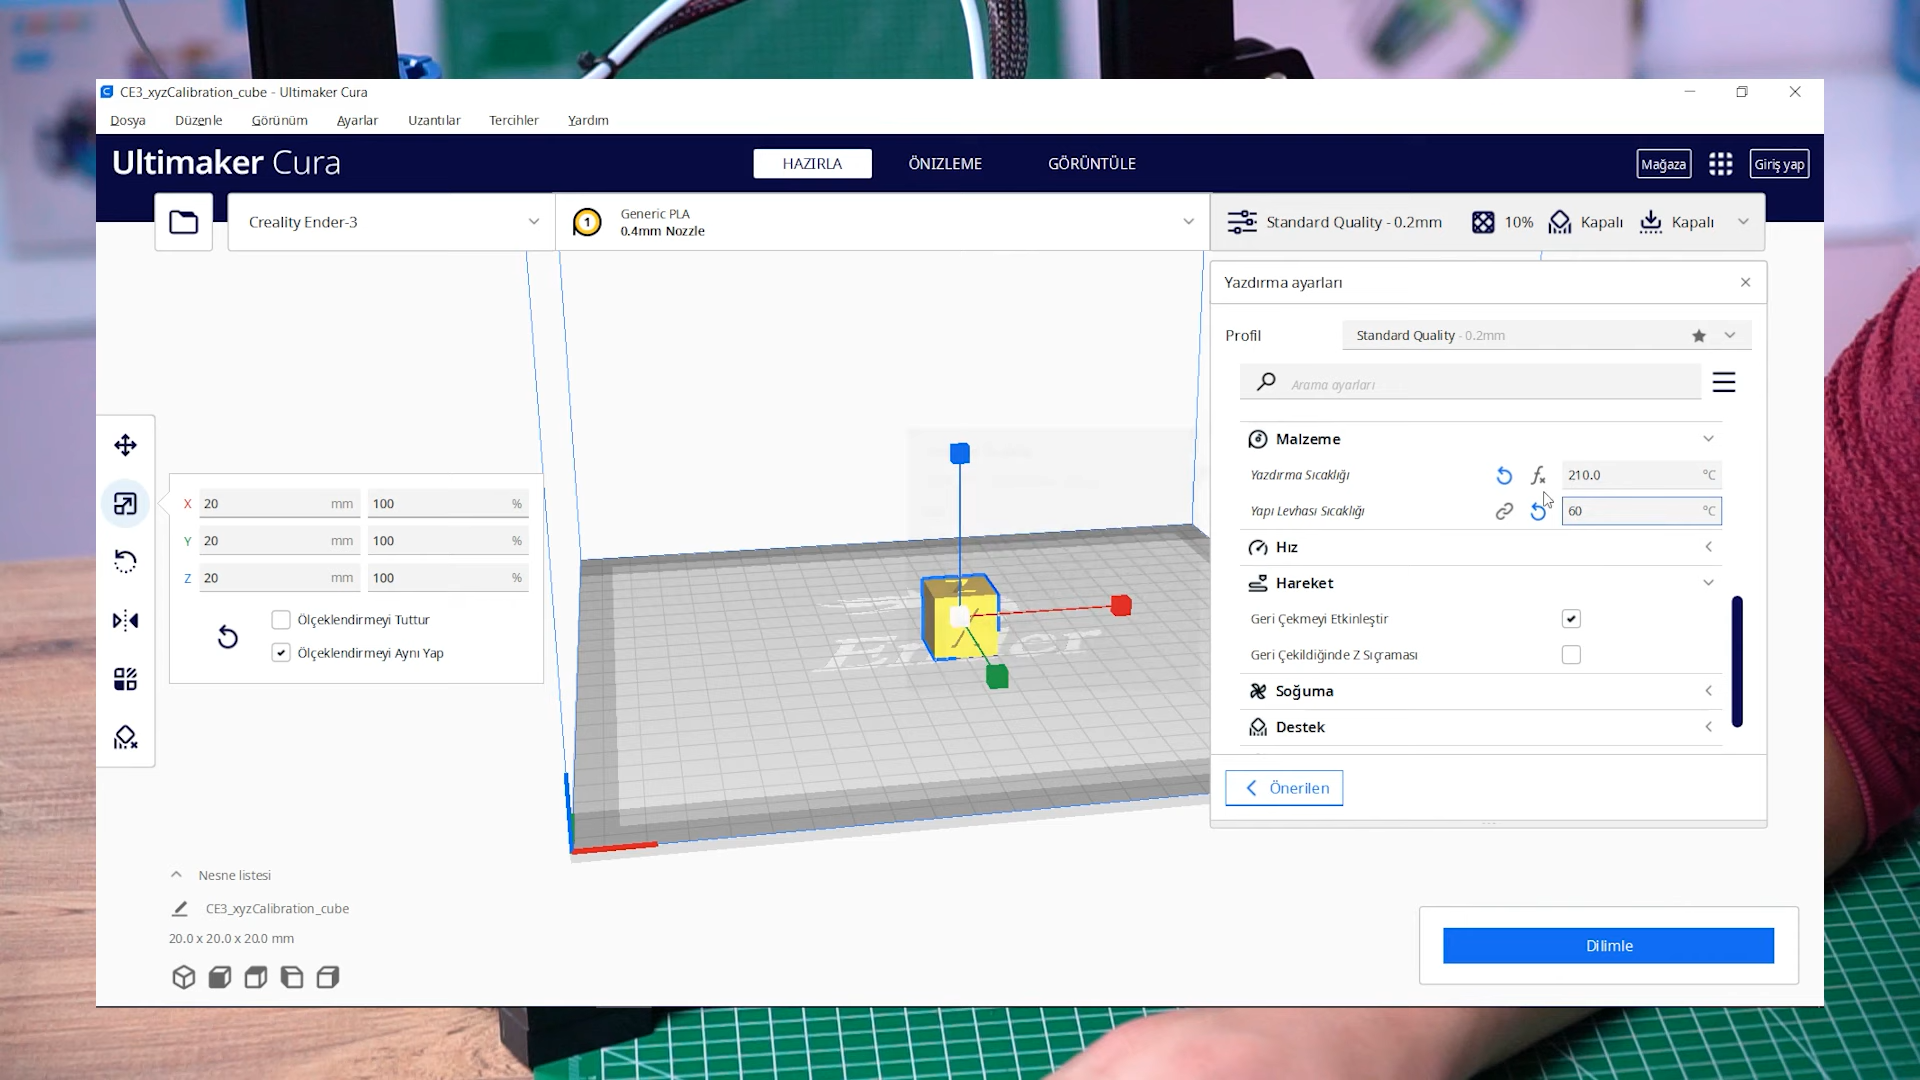 CE3_xyzCalibration_cube - Ultimaker Cura
Dosya Düzenle Görünüm Ayarlar Uzantılar Tercihler Yardım
Ultimaker Cura
HAZIRLA ÖNIZLEME GÖRÜNTÜLE
Mağaza Giriş yap
Creality Ender-3
1
Generic PLA
0.4mm Nozzle
Standard Quality - 0.2mm 10% Kapalı Kapalı
Yazdırma ayarları
Profil Standard Quality - 0.2mm
Arama ayarları
Malzeme
Yazdırma Sıcaklığı 210.0 °C
Yapı Levhası Sıcaklığı 60 °C
Hız
Hareket
Geri Çekmeyi Etkinleştir
Geri Çekildiğinde Z Sıçraması
Soğuma
Destek
Önerilen
X 20 mm 100 %
Y 20 mm 100 %
Z 20 mm 100 %
Ölçeklendirmeyi Tuttur
Ölçeklendirmeyi Aynı Yap
Ender
Nesne listesi
CE3_xyzCalibration_cube
20.0 x 20.0 x 20.0 mm
Dilimle